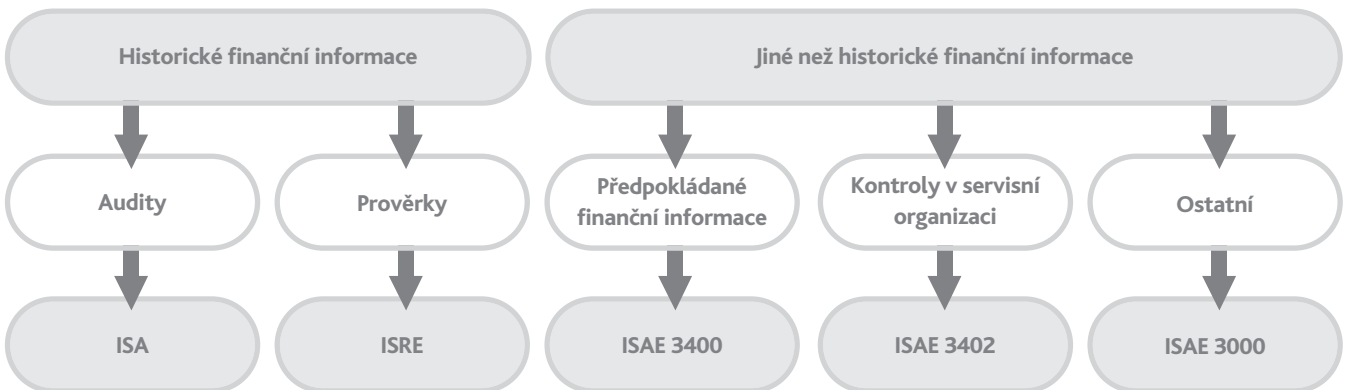 Historické finanční informace
Jiné než historické finanční informace
Audity
Prověrky
Předpokládané
finanční informace
Kontroly v servisní
organizaci
Ostatní
ISA
ISRE
ISAE 3400
ISAE 3402
ISAE 3000